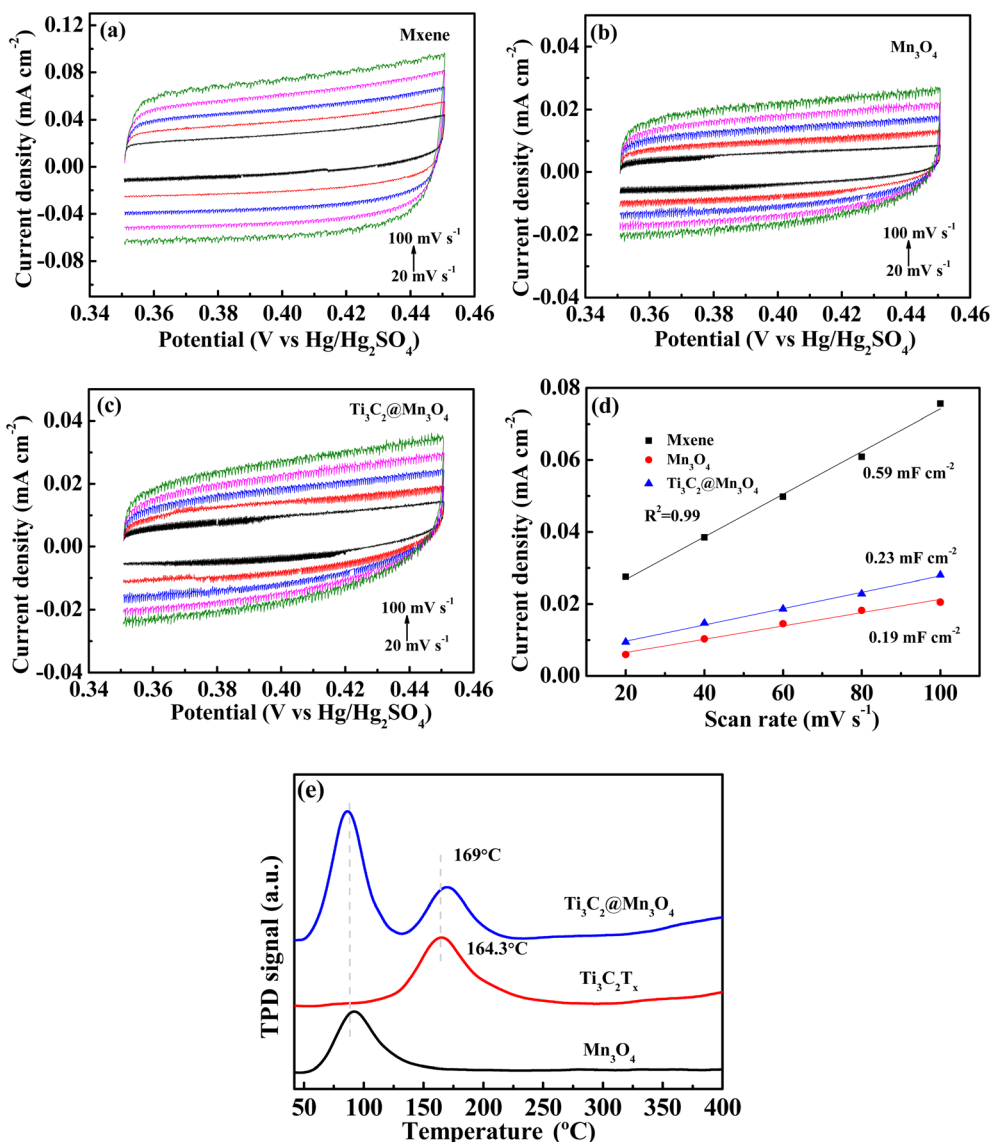 (a)
Mxene
0.12
0.08
0.04
0.00
-0.04
-0.08
-0.12
Current density (mA cm⁻²)
100 mV s⁻¹
20 mV s⁻¹
0.34 0.36 0.38 0.40 0.42 0.44 0.46
Potential (V vs Hg/Hg₂SO₄)
(b)
Mn₃O₄
0.04
0.02
0.00
-0.02
-0.04
Current density (mA cm⁻²)
100 mV s⁻¹
20 mV s⁻¹
0.34 0.36 0.38 0.40 0.42 0.44 0.46
Potential (V vs Hg/Hg₂SO₄)
(c)
Ti₃C₂@Mn₃O₄
0.04
0.02
0.00
-0.02
-0.04
Current density (mA cm⁻²)
100 mV s⁻¹
20 mV s⁻¹
0.34 0.36 0.38 0.40 0.42 0.44 0.46
Potential (V vs Hg/Hg₂SO₄)
(d)
0.08
0.06
0.04
0.02
0.00
Current density (mA cm⁻²)
Mxene
Mn₃O₄
Ti₃C₂@Mn₃O₄
R²=0.99
0.59 mF cm⁻²
0.23 mF cm⁻²
0.19 mF cm⁻²
20 40 60 80 100
Scan rate (mV s⁻¹)
(e)
TPD signal (a.u.)
169°C
Ti₃C₂@Mn₃O₄
164.3°C
Ti₃C₂Tₓ
Mn₃O₄
50 100 150 200 250 300 350 400
Temperature (ºC)